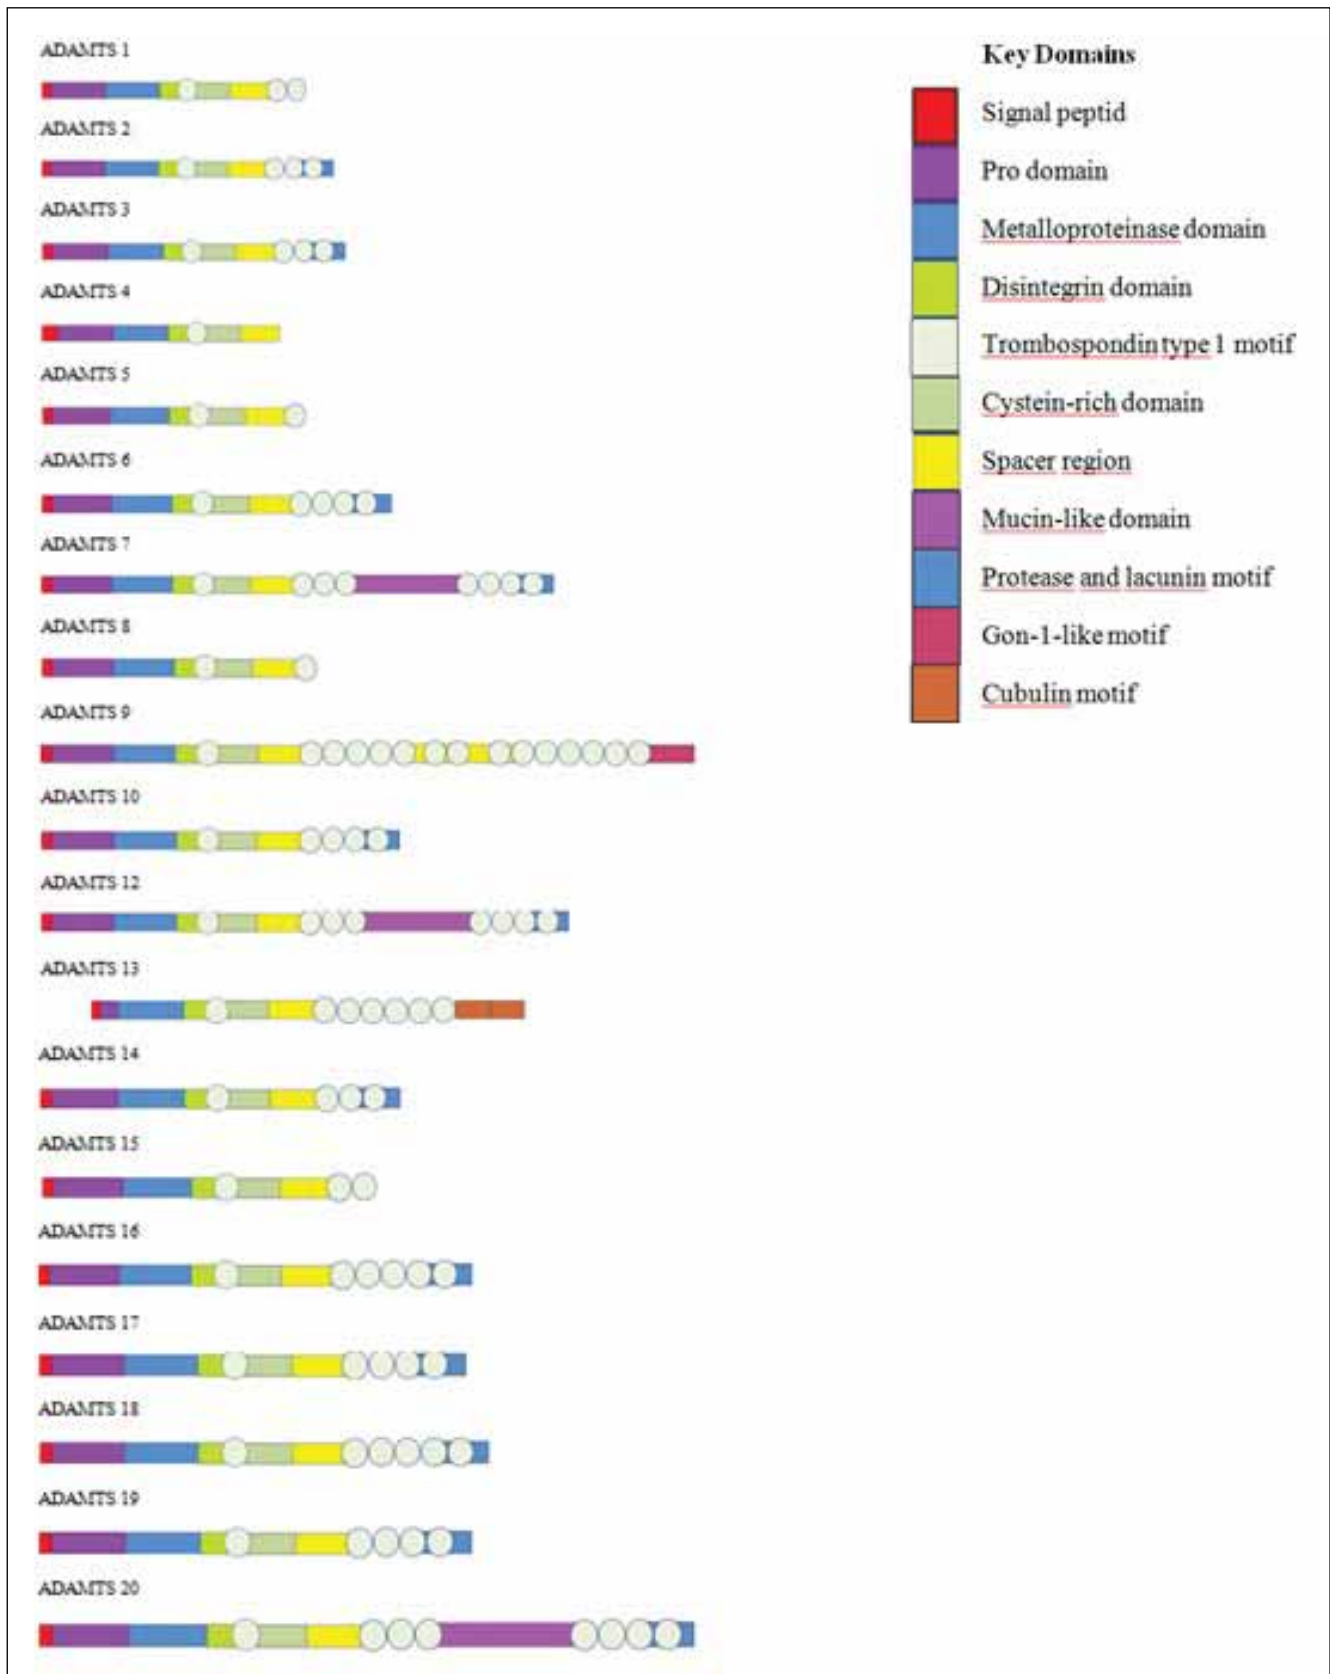 ADAMTS 1
ADAMTS 2
ADAMTS 3
ADAMTS 4
ADAMTS 5
ADAMTS 6
ADAMTS 7
ADAMTS 8
ADAMTS 9
ADAMTS 10
ADAMTS 12
ADAMTS 13
ADAMTS 14
ADAMTS 15
ADAMTS 16
ADAMTS 17
ADAMTS 18
ADAMTS 19
ADAMTS 20
Key Domains
Signal peptid
Pro domain
Metalloproteinase domain
Disintegrin domain
Trombospondin type 1 motif
Cystein-rich domain
Spacer region
Mucin-like domain
Protease and lacunin motif
Gon-1-like motif
Cubulin motif